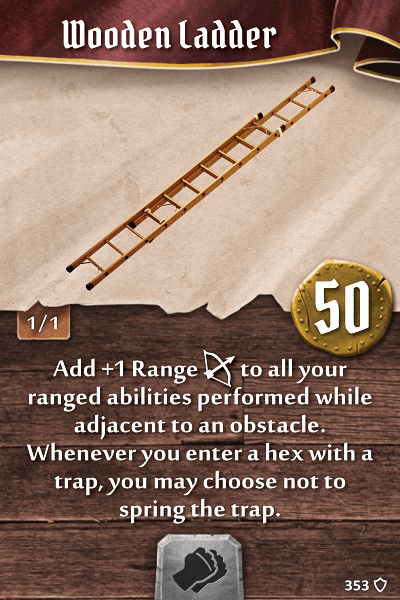 Wooden Ladder
50
1/1
Add +1 Range to all your
ranged abilities performed while
adjacent to an obstacle.
Whenever you enter a hex with a
trap, you may choose not to
spring the trap.
353